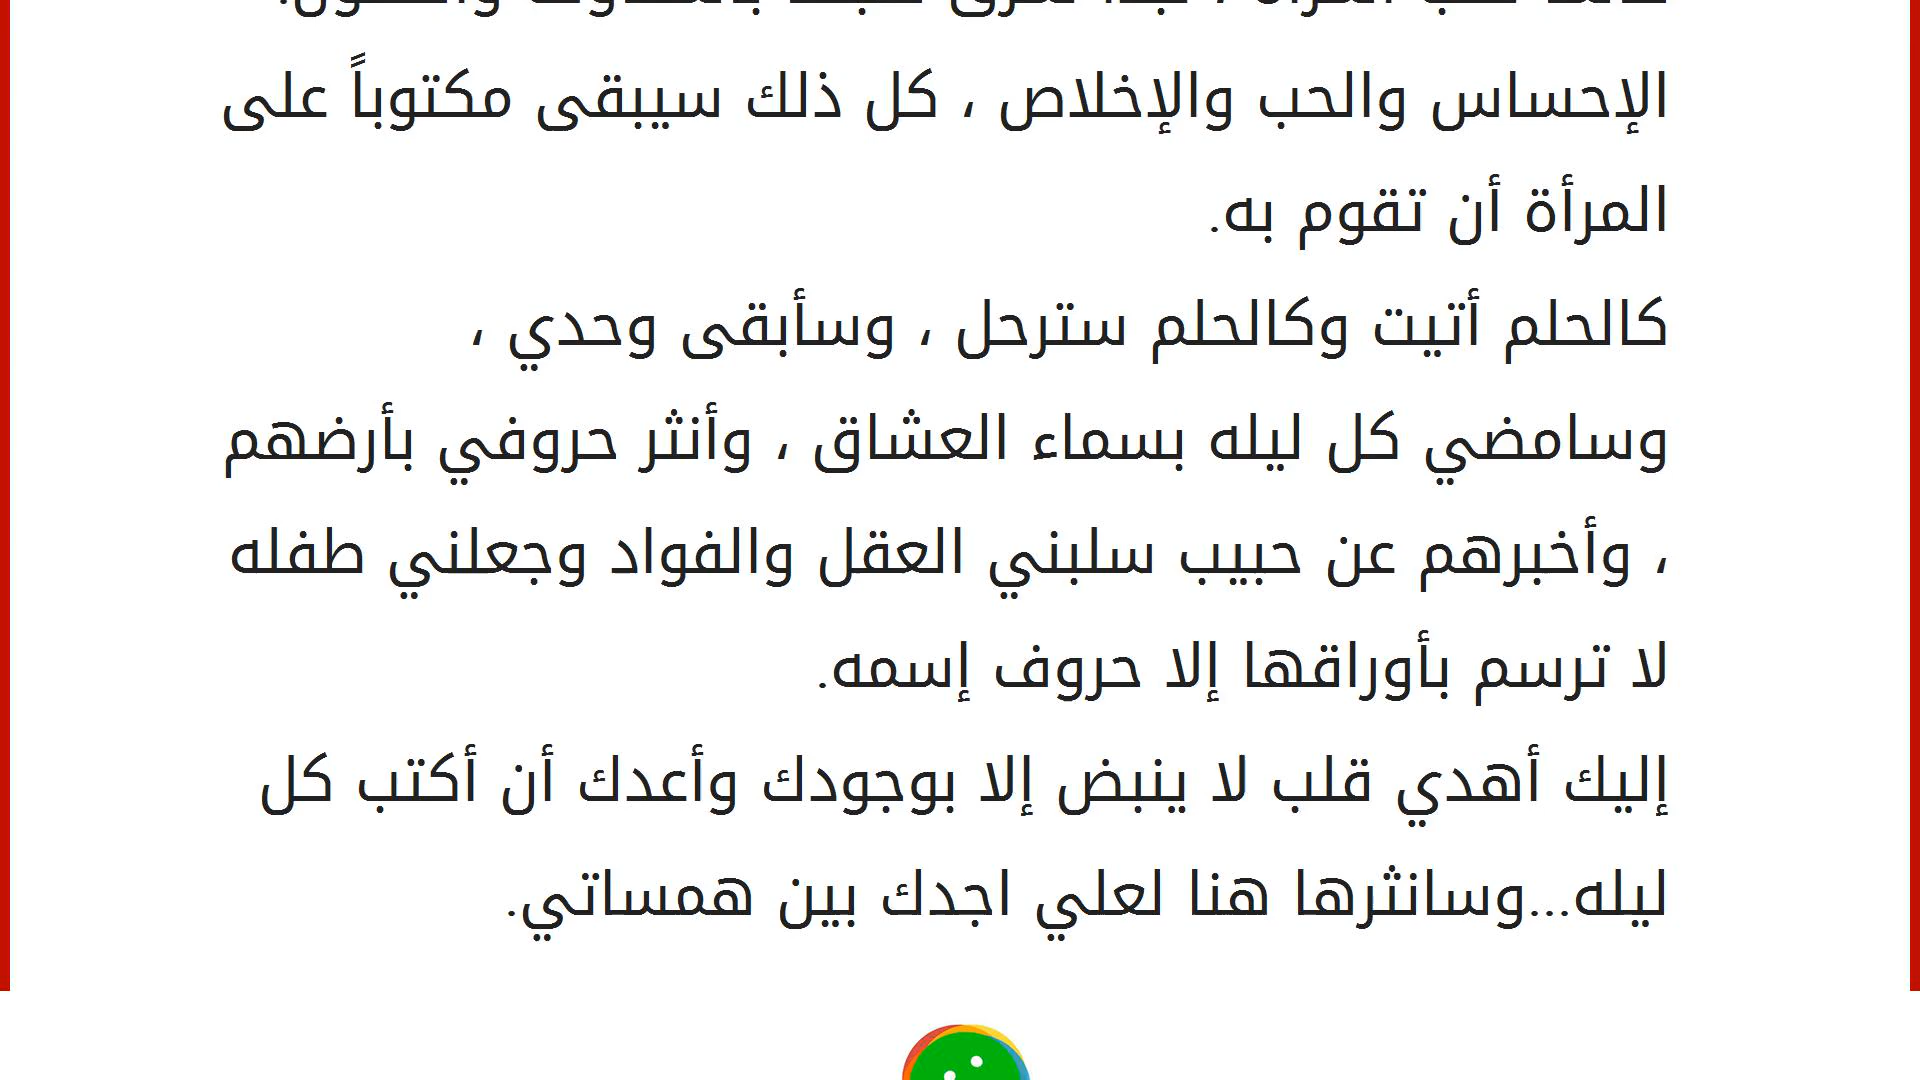 الإحساس والحب والإخلاص ، كل ذلك سيبقى مكتوباً على
المرأة أن تقوم به.
كالحلم أتيت وكالحلم سترحل ، وسأبقى وحدي ،
وسامضي كل ليله بسماء العشاق ، وأنثر حروفي بأرضهم
، وأخبرهم عن حبيب سلبني العقل والفواد وجعلني طفله
لا ترسم بأوراقها إلا حروف إسمه.
إليك أهدي قلب لا ينبض إلا بوجودك وأعدك أن أكتب كل
ليله...وسانثرها هنا لعلي اجدك بين همساتي.